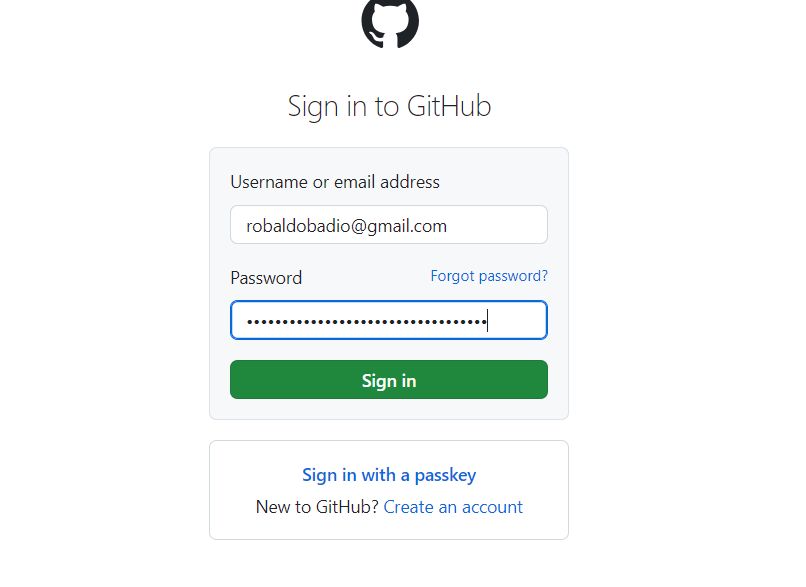 Sign in to GitHub
Username or email address
robaldobadio@gmail.com
Password Forgot password?
••••••••••••••••••••••••••••••••••
Sign in
Sign in with a passkey
New to GitHub? Create an account